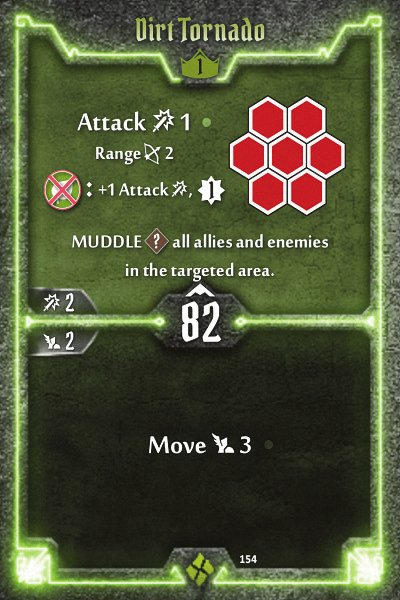 Dirt Tornado
1
Attack 1
Range 2
: +1 Attack , 1
MUDDLE ? all allies and enemies
in the targeted area.
2
82
2
Move 3
154